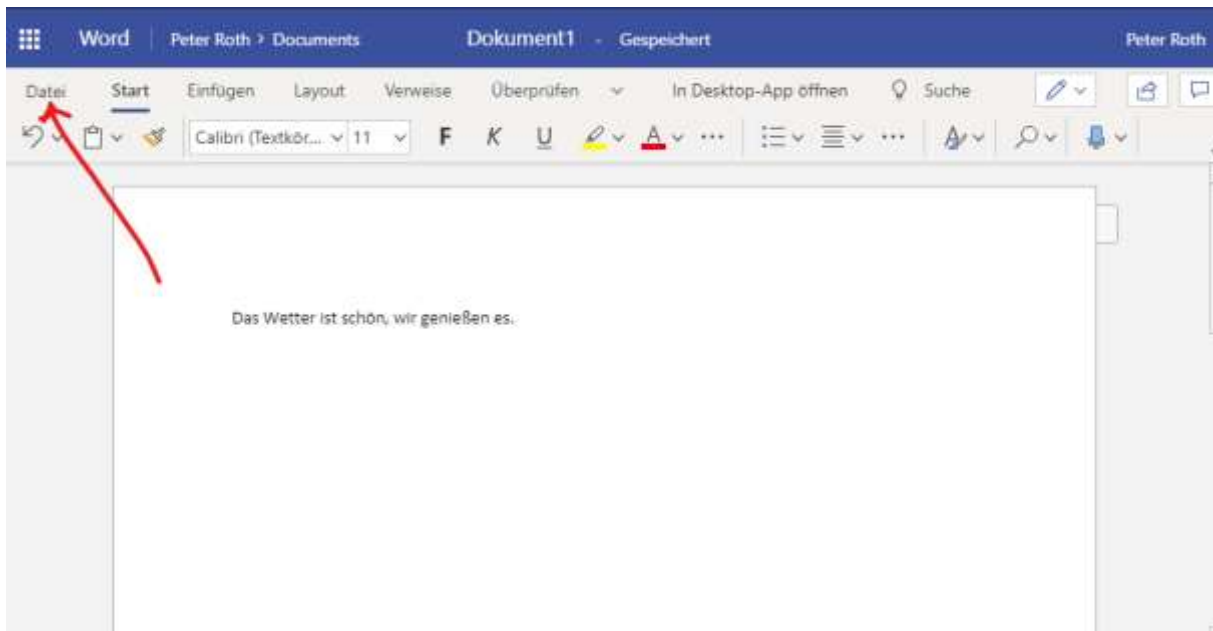 Word Peter Roth > Documents Dokument1 - Gespeichert Peter Roth
Datei Start Einfügen Layout Verweise Überprüfen In Desktop-App öffnen Suche
Calibri (Textkör... 11 F K U A
Das Wetter ist schön, wir genießen es.